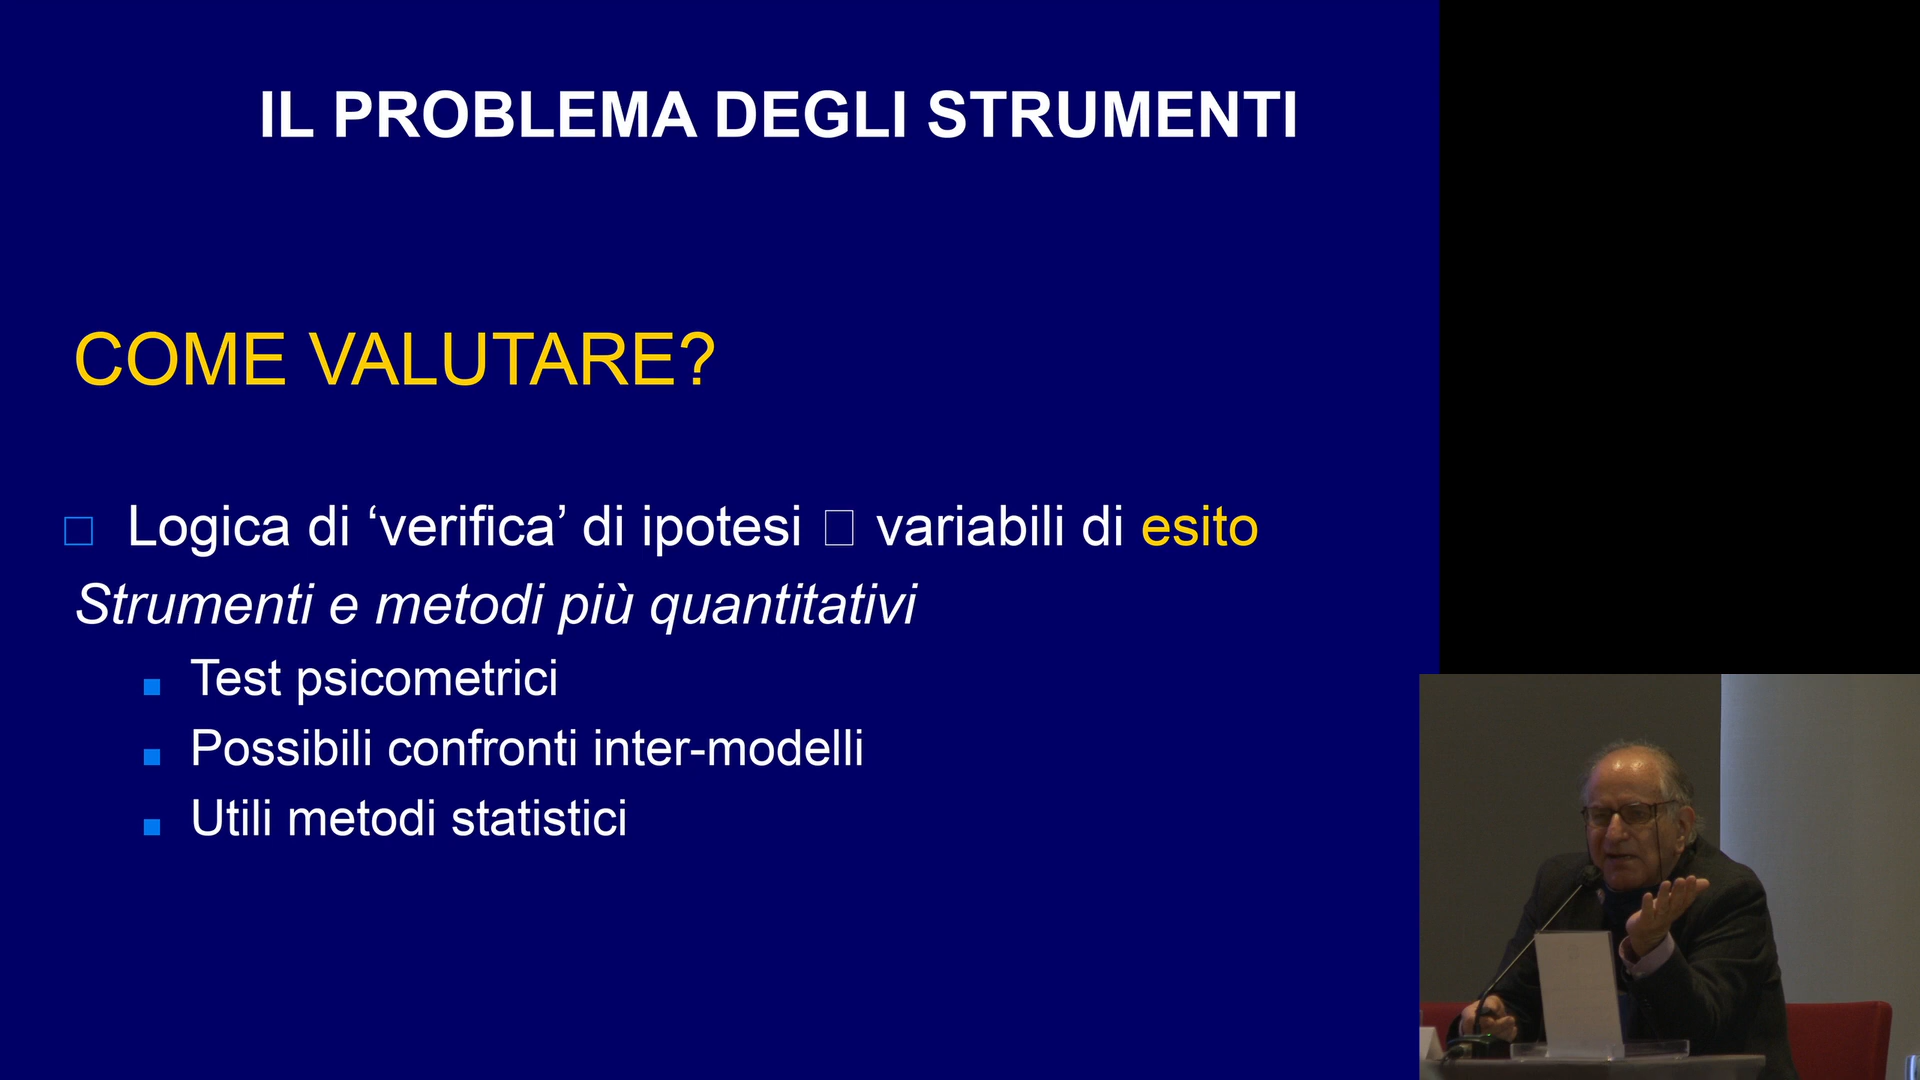 IL PROBLEMA DEGLI STRUMENTI
COME VALUTARE?
Logica di ‘verifica’ di ipotesi □ variabili di esito
Strumenti e metodi più quantitativi
Test psicometrici
Possibili confronti inter-modelli
Utili metodi statistici